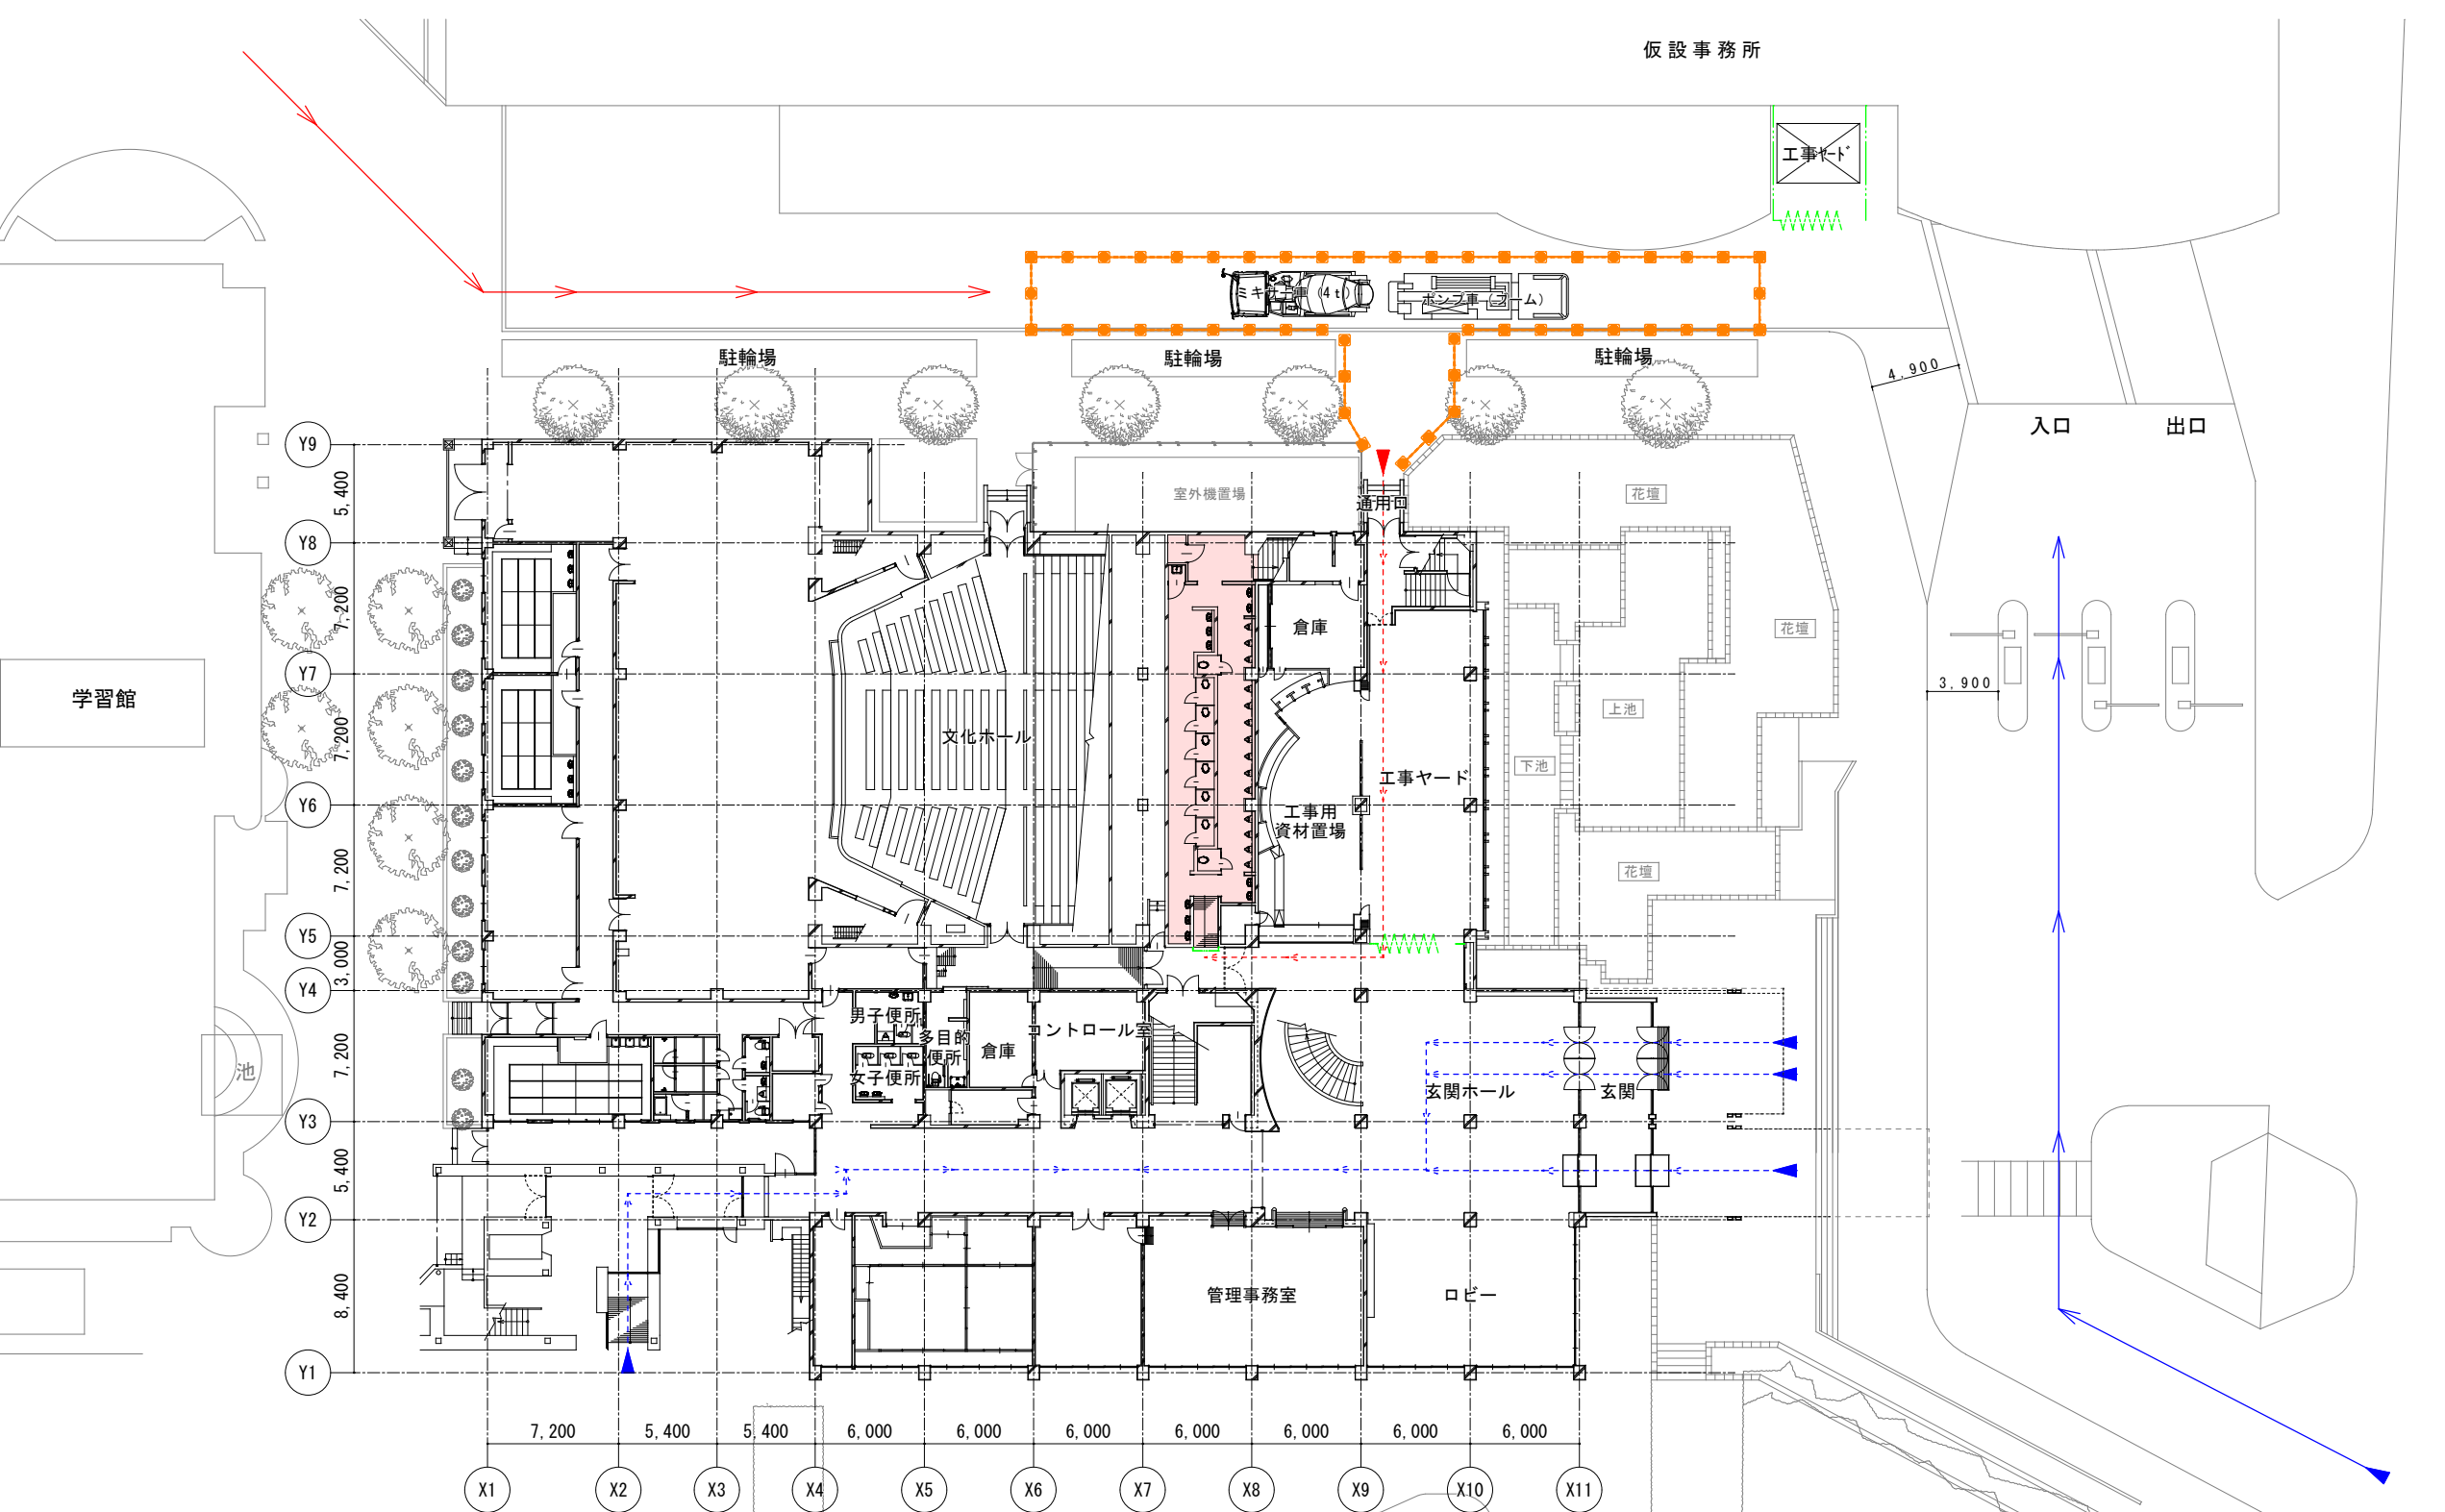 仮設事務所
工事ﾔｰﾄﾞ
ミキサー車 (4t)
ポンプ車 (ブーム)
駐輪場
駐輪場
駐輪場
4,900
入口
出口
Y9
5,400
室外機置場
通用口
花壇
Y8
7,200
倉庫
花壇
Y7
学習館
7,200
文化ホール
上池
3,900
下池
工事ヤード
Y6
工事用
資材置場
7,200
花壇
Y5
3,000
Y4
男子便所
多目的
便所
コントロール室
倉庫
7,200
池
女子便所
玄関ホール
玄関
Y3
5,400
Y2
8,400
管理事務室
ロビー
Y1
7,200
5,400
5,400
6,000
6,000
6,000
6,000
6,000
6,000
6,000
X1
X2
X3
X4
X5
X6
X7
X8
X9
X10
X11